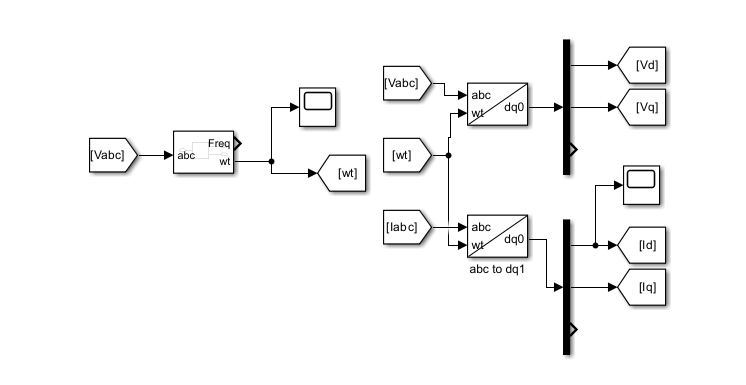 [Vabc]
abc
Freq
wt
[wt]
[Vabc]
abc
wt
dq0
[Vd]
[Vq]
[wt]
[Iabc]
abc
wt
dq0
abc to dq1
[Id]
[Iq]